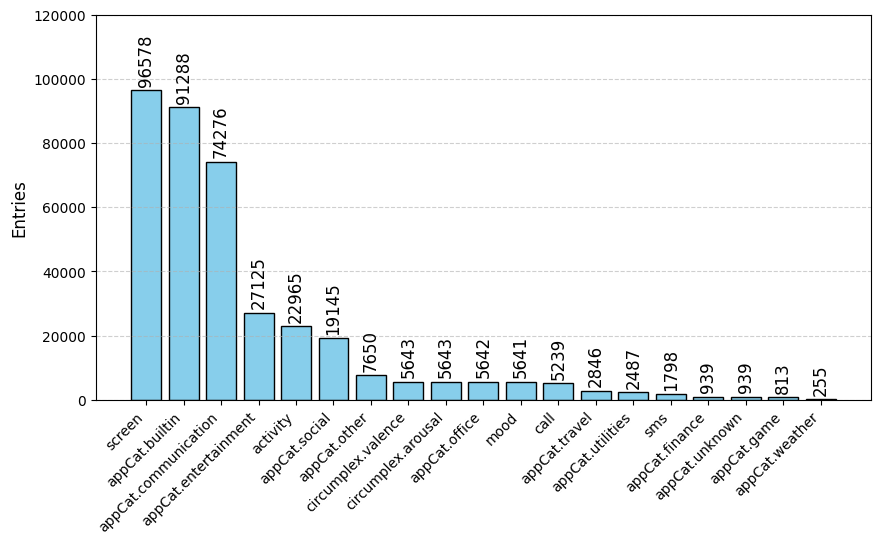 120000
100000
80000
60000
40000
20000
0
Entries
96578
91288
74276
27125
22965
19145
7650
5643
5643
5642
5641
5239
2846
2487
1798
939
939
813
255
screen
appCat.builtin
appCat.communication
appCat.entertainment
activity
appCat.social
appCat.other
circumplex.valence
circumplex.arousal
appCat.office
mood
call
appCat.travel
appCat.utilities
sms
appCat.finance
appCat.unknown
appCat.game
appCat.weather